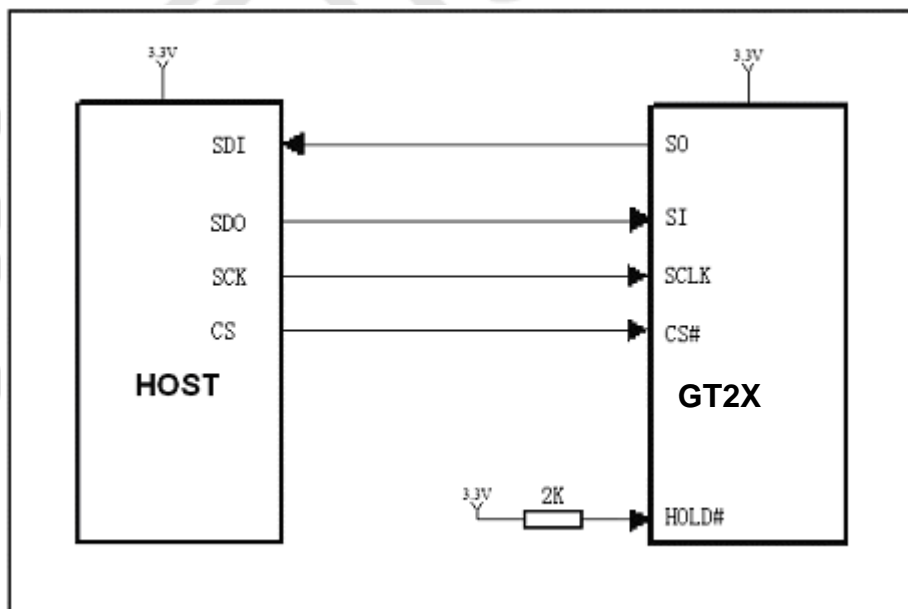 3.3V 3.3V
SDI SO
SDO SI
SCK SCLK
CS CS#
HOST GT2X
3.3V 2K HOLD#